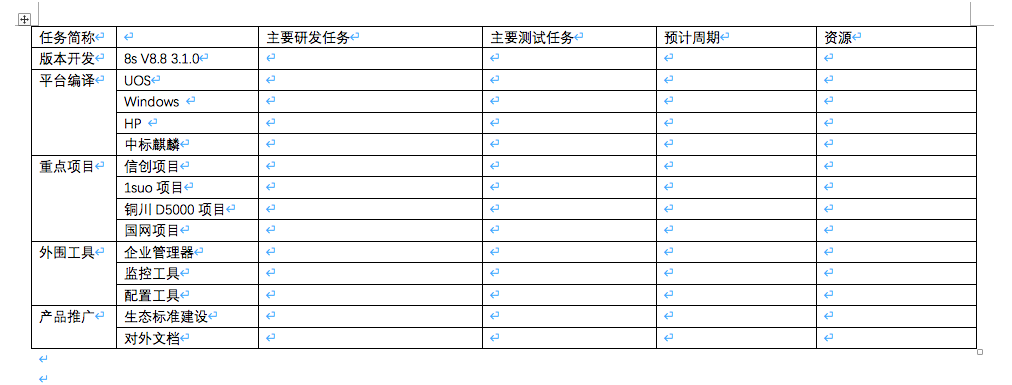 任务简称 主要研发任务 主要测试任务 预计周期 资源
版本开发 8s V8.8 3.1.0
平台编译 UOS
Windows
HP
中标麒麟
重点项目 信创项目
1suo 项目
铜川 D5000 项目
国网项目
外围工具 企业管理器
监控工具
配置工具
产品推广 生态标准建设
对外文档